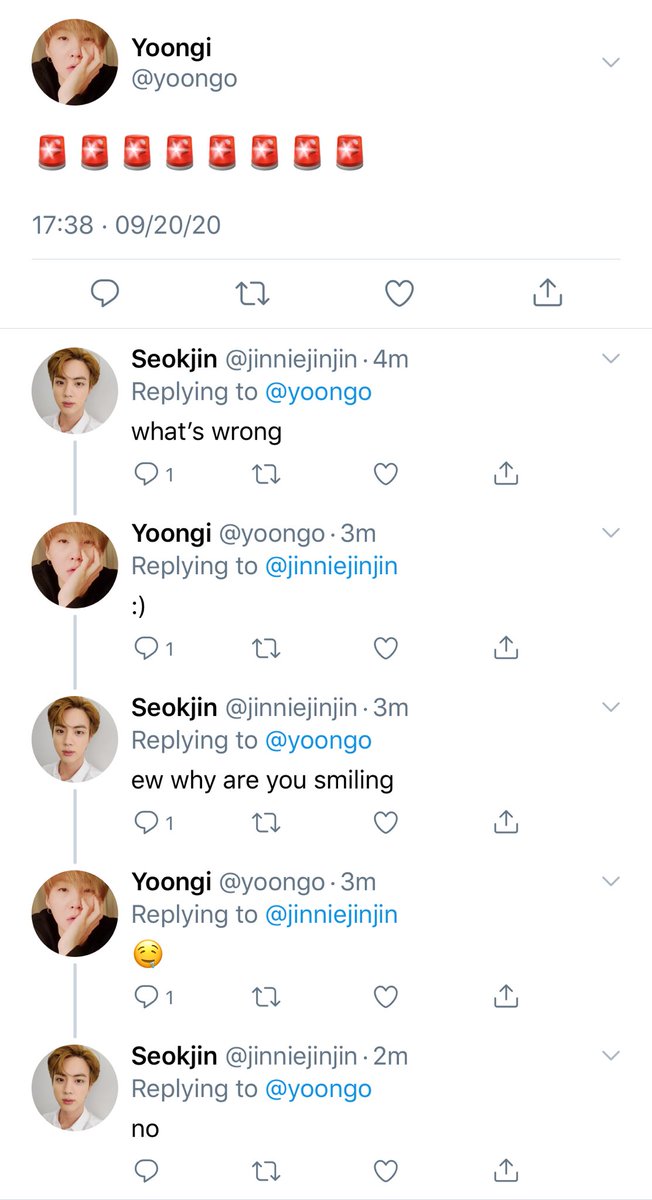 Yoongi
@yoongo
🚨🚨🚨🚨🚨🚨🚨🚨
17:38 · 09/20/20
Seokjin @jinniejinjin · 4m
Replying to @yoongo
what’s wrong
1
Yoongi @yoongo · 3m
Replying to @jinniejinjin
:)
1
Seokjin @jinniejinjin · 3m
Replying to @yoongo
ew why are you smiling
1
Yoongi @yoongo · 3m
Replying to @jinniejinjin
🤤
1
Seokjin @jinniejinjin · 2m
Replying to @yoongo
no